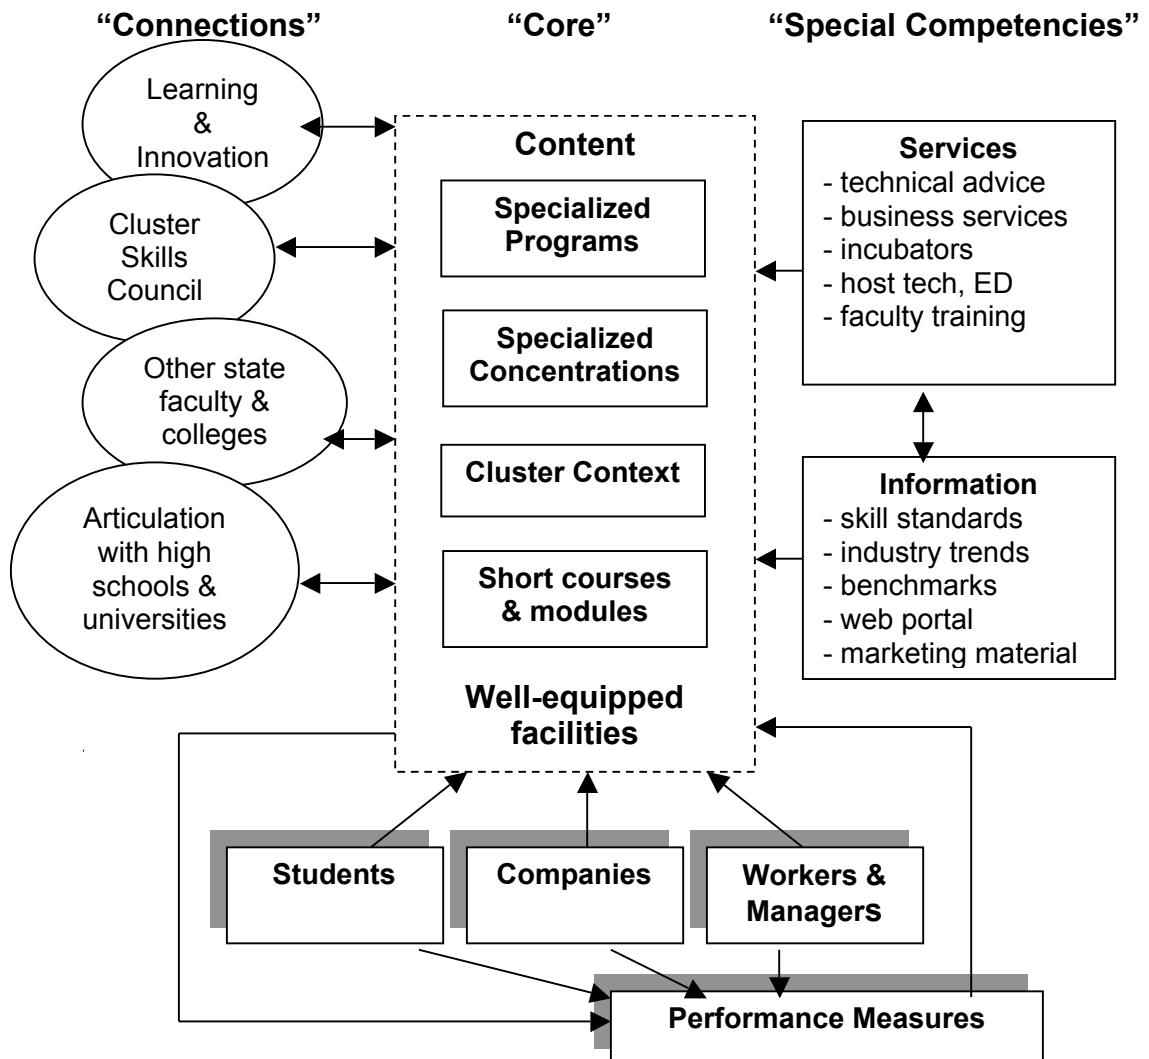 “Connections”
“Core”
“Special Competencies”
Learning
&
Innovation
Cluster
Skills
Council
Other state
faculty &
colleges
Articulation
with high
schools &
universities
Content
Specialized
Programs
Specialized
Concentrations
Cluster Context
Short courses
& modules
Well-equipped
facilities
Services
- technical advice
- business services
- incubators
- host tech, ED
- faculty training
Information
- skill standards
- industry trends
- benchmarks
- web portal
- marketing material
Students
Companies
Workers &
Managers
Performance Measures